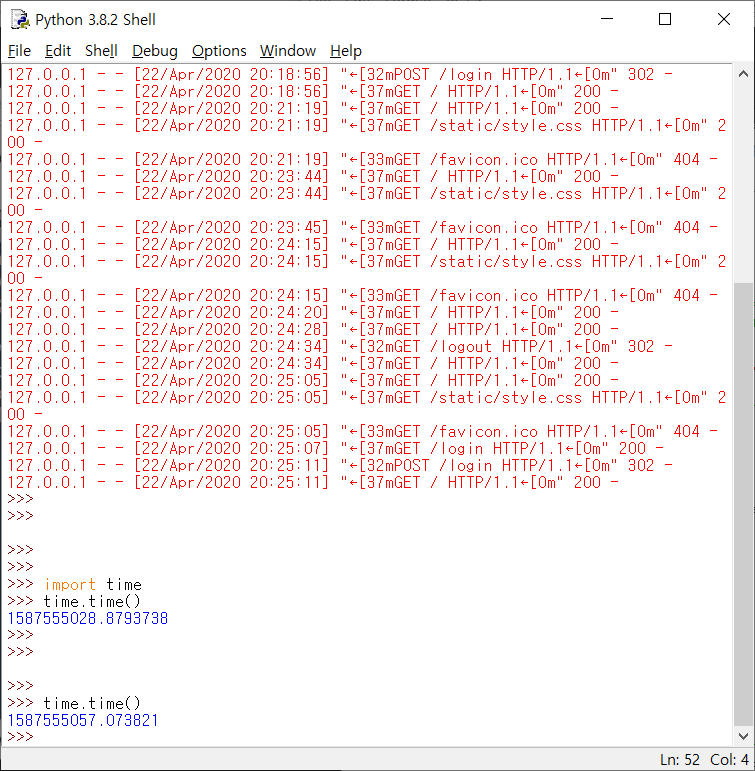 Python 3.8.2 Shell
File Edit Shell Debug Options Window Help
127.0.0.1 - - [22/Apr/2020 20:18:56] "←[32mPOST /login HTTP/1.1←[0m" 302 -
127.0.0.1 - - [22/Apr/2020 20:18:56] "←[37mGET / HTTP/1.1←[0m" 200 -
127.0.0.1 - - [22/Apr/2020 20:21:19] "←[37mGET / HTTP/1.1←[0m" 200 -
127.0.0.1 - - [22/Apr/2020 20:21:19] "←[37mGET /static/style.css HTTP/1.1←[0m" 2
00 -
127.0.0.1 - - [22/Apr/2020 20:21:19] "←[33mGET /favicon.ico HTTP/1.1←[0m" 404 -
127.0.0.1 - - [22/Apr/2020 20:23:44] "←[37mGET / HTTP/1.1←[0m" 200 -
127.0.0.1 - - [22/Apr/2020 20:23:44] "←[37mGET /static/style.css HTTP/1.1←[0m" 2
00 -
127.0.0.1 - - [22/Apr/2020 20:23:45] "←[33mGET /favicon.ico HTTP/1.1←[0m" 404 -
127.0.0.1 - - [22/Apr/2020 20:24:15] "←[37mGET / HTTP/1.1←[0m" 200 -
127.0.0.1 - - [22/Apr/2020 20:24:15] "←[37mGET /static/style.css HTTP/1.1←[0m" 2
00 -
127.0.0.1 - - [22/Apr/2020 20:24:15] "←[33mGET /favicon.ico HTTP/1.1←[0m" 404 -
127.0.0.1 - - [22/Apr/2020 20:24:20] "←[37mGET / HTTP/1.1←[0m" 200 -
127.0.0.1 - - [22/Apr/2020 20:24:28] "←[37mGET / HTTP/1.1←[0m" 200 -
127.0.0.1 - - [22/Apr/2020 20:24:34] "←[32mGET /logout HTTP/1.1←[0m" 302 -
127.0.0.1 - - [22/Apr/2020 20:24:34] "←[37mGET / HTTP/1.1←[0m" 200 -
127.0.0.1 - - [22/Apr/2020 20:25:05] "←[37mGET / HTTP/1.1←[0m" 200 -
127.0.0.1 - - [22/Apr/2020 20:25:05] "←[37mGET /static/style.css HTTP/1.1←[0m" 2
00 -
127.0.0.1 - - [22/Apr/2020 20:25:05] "←[33mGET /favicon.ico HTTP/1.1←[0m" 404 -
127.0.0.1 - - [22/Apr/2020 20:25:07] "←[37mGET /login HTTP/1.1←[0m" 200 -
127.0.0.1 - - [22/Apr/2020 20:25:11] "←[32mPOST /login HTTP/1.1←[0m" 302 -
127.0.0.1 - - [22/Apr/2020 20:25:11] "←[37mGET / HTTP/1.1←[0m" 200 -
>>>
>>>
>>>
>>>
>>> import time
>>> time.time()
1587555028.8793738
>>>
>>>
>>>
>>> time.time()
1587555057.073821
>>>
Ln: 52 Col: 4